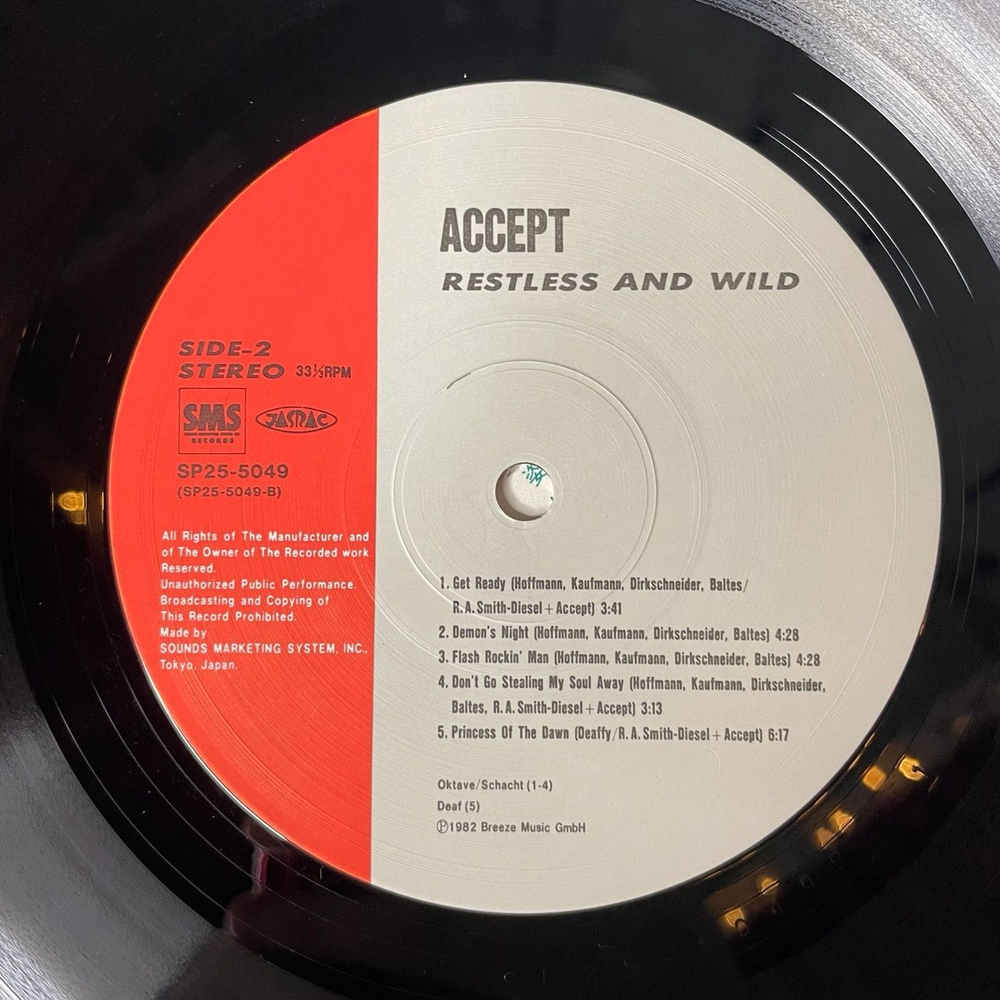 ACCEPT
RESTLESS AND WILD
SIDE-2
STEREO 33⅓RPM
SMS
RECORDS
JASRAC
SP25-5049
(SP25-5049-B)
All Rights of The Manufacturer and
of The Owner of The Recorded work
Reserved.
Unauthorized Public Performance.
Broadcasting and Copying of
This Record Prohibited.
Made by
SOUNDS MARKETING SYSTEM, INC.,
Tokyo. Japan.
1. Get Ready (Hoffmann, Kaufmann, Dirkschneider, Baltes/
R.A.Smith-Diesel+Accept) 3:41
2. Demon's Night (Hoffmann, Kaufmann, Dirkschneider, Baltes) 4:28
3. Flash Rockin' Man (Hoffmann, Kaufmann, Dirkschneider, Baltes) 4:28
4. Don't Go Stealing My Soul Away (Hoffmann, Kaufmann, Dirkschneider,
Baltes, R.A.Smith-Diesel+Accept) 3:13
5. Princess Of The Dawn (Deaffy/R.A.Smith-Diesel+Accept) 6:17
Oktave/Schacht (1-4)
Deaf (5)
Ⓟ1982 Breeze Music GmbH